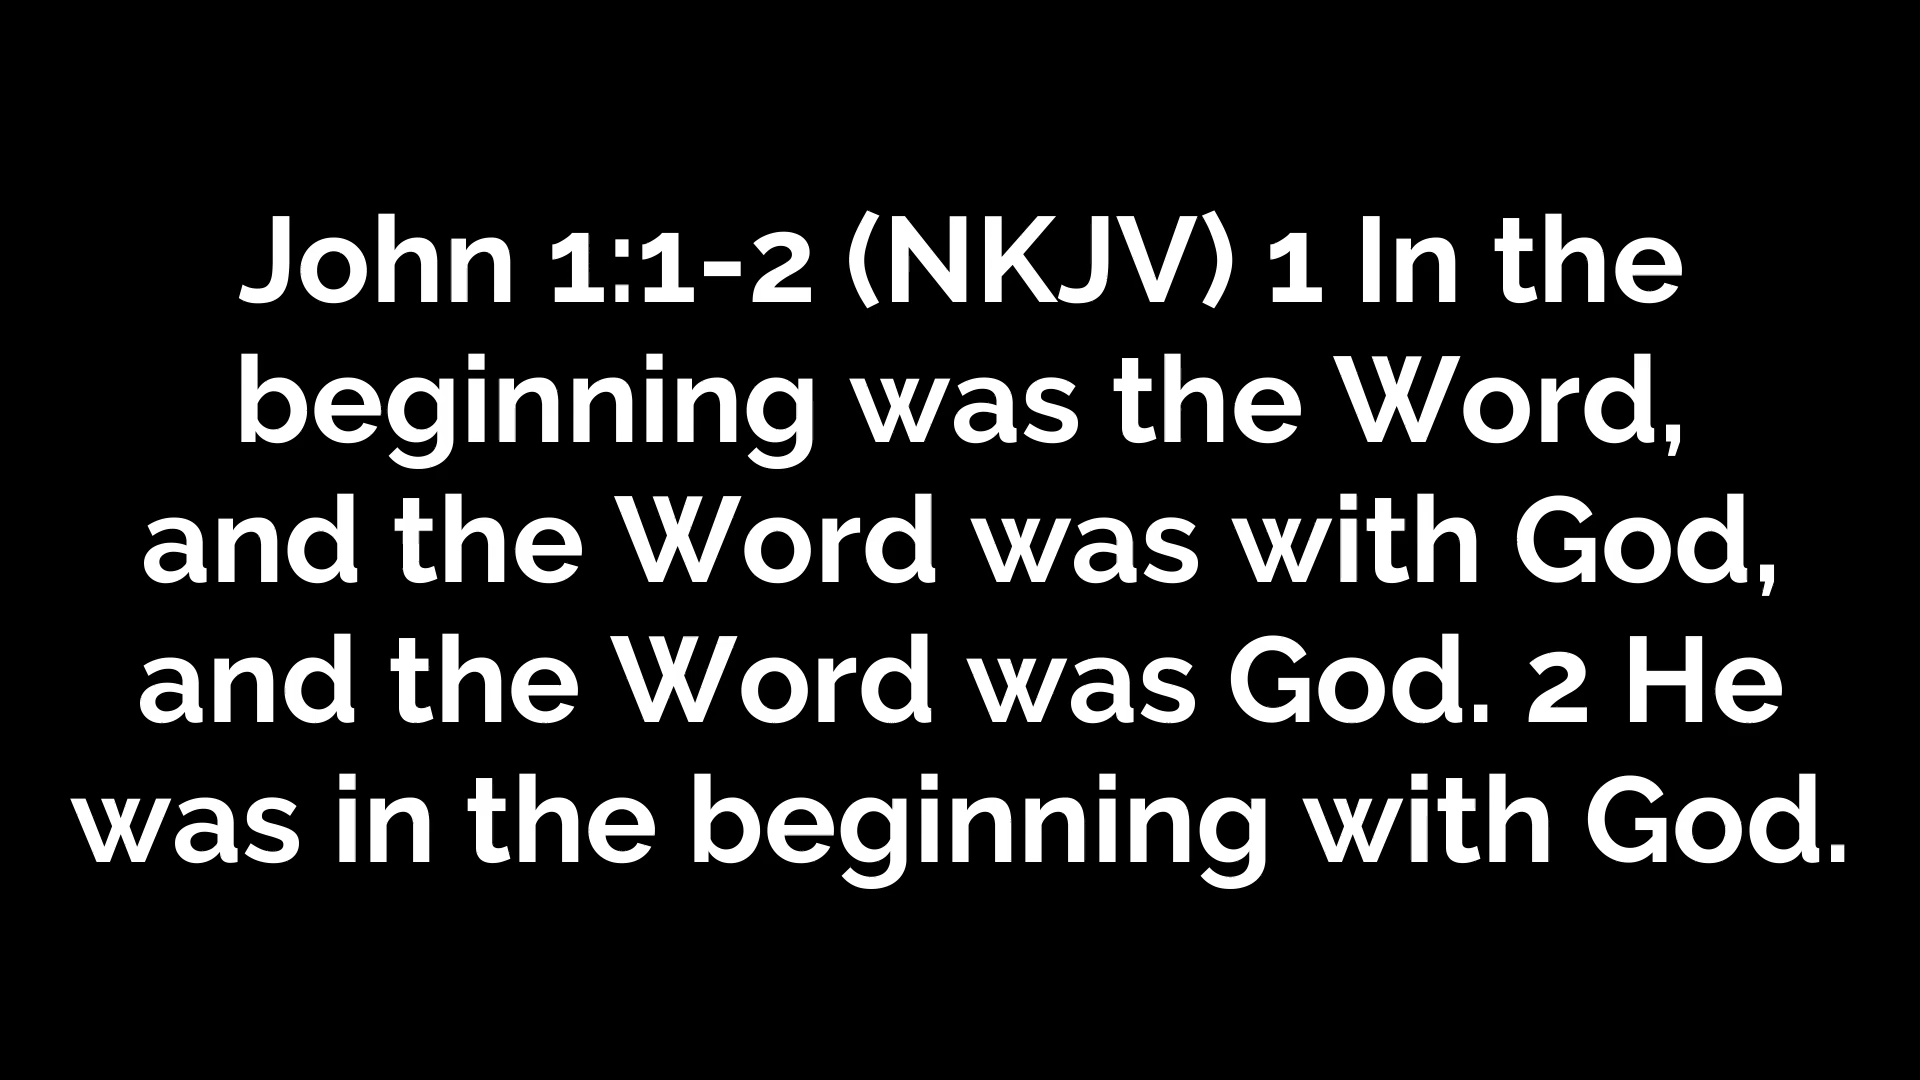 John 1:1-2 (NKJV) 1 In the
beginning was the Word,
and the Word was with God,
and the Word was God. 2 He
was in the beginning with God.